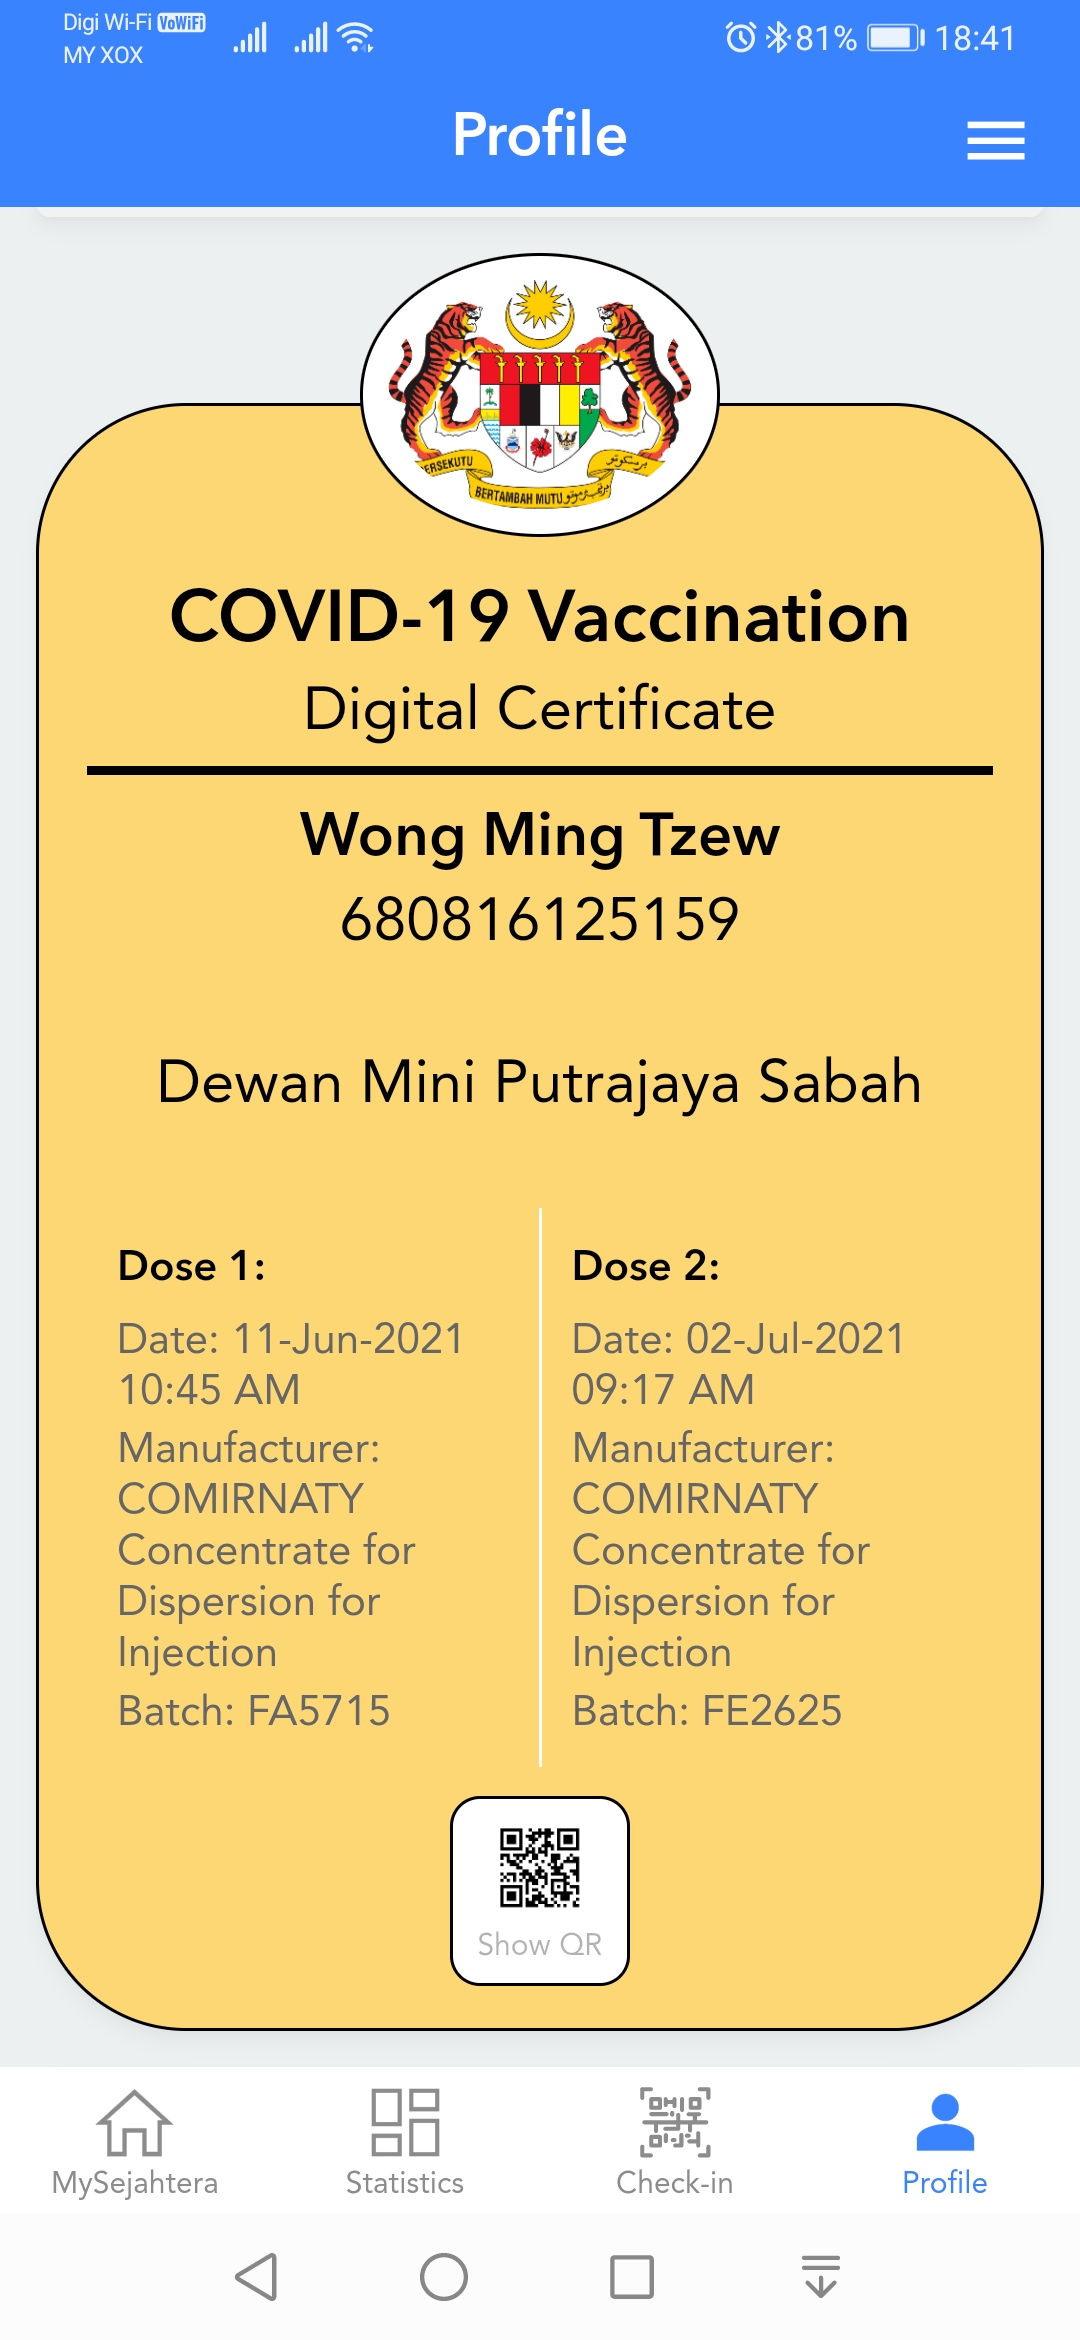 Digi Wi-Fi VoWiFi
MY XOX
81% 18:41
Profile
ERSEKUTU
BERTAMBAH MUTU
COVID-19 Vaccination
Digital Certificate
Wong Ming Tzew
680816125159
Dewan Mini Putrajaya Sabah
Dose 1:
Date: 11-Jun-2021
10:45 AM
Manufacturer:
COMIRNATY
Concentrate for
Dispersion for
Injection
Batch: FA5715
Dose 2:
Date: 02-Jul-2021
09:17 AM
Manufacturer:
COMIRNATY
Concentrate for
Dispersion for
Injection
Batch: FE2625
Show QR
MySejahtera
Statistics
Check-in
Profile